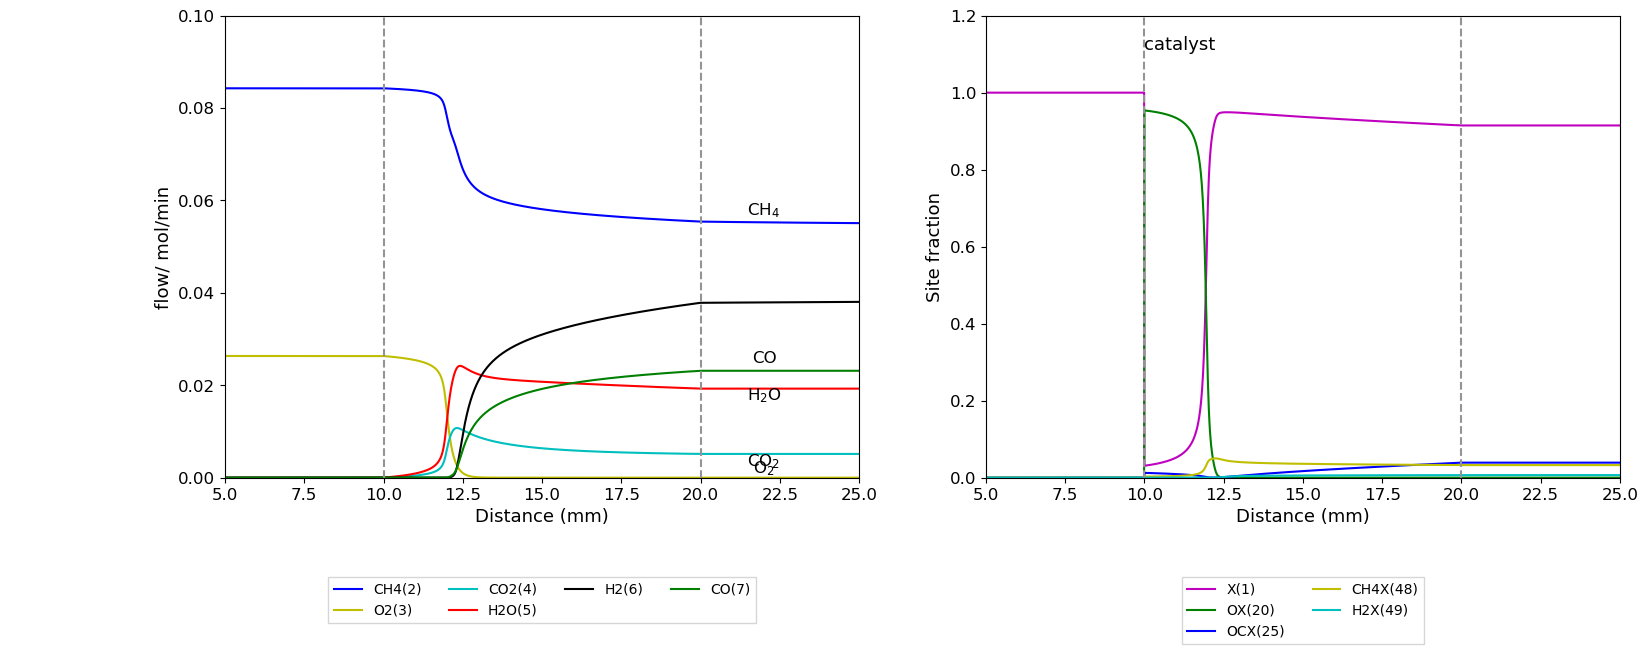 0.10
0.08
0.06
0.04
0.02
0.00
flow/ mol/min
CH4
CO
H2O
CO2
O2
5.0 7.5 10.0 12.5 15.0 17.5 20.0 22.5 25.0
Distance (mm)
CH4(2) CO2(4) H2(6) CO(7)
O2(3) H2O(5)
1.2
1.0
0.8
0.6
0.4
0.2
0.0
Site fraction
catalyst
5.0 7.5 10.0 12.5 15.0 17.5 20.0 22.5 25.0
Distance (mm)
X(1) CH4X(48)
OX(20) H2X(49)
OCX(25)